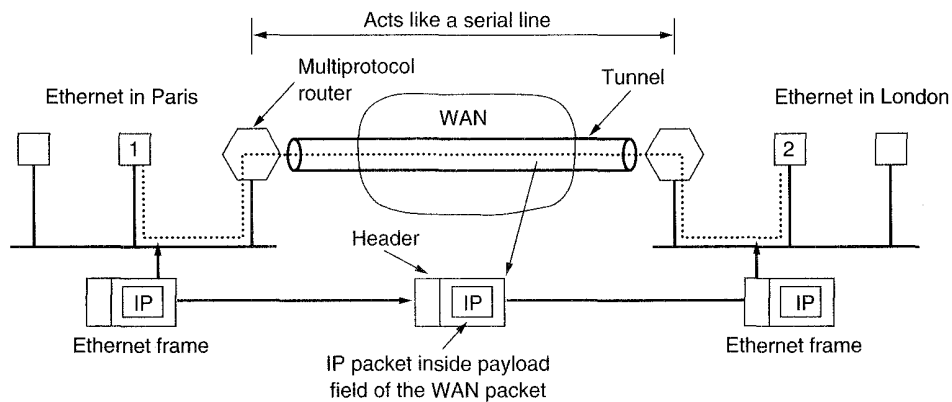 Acts like a serial line
Multiprotocol
router
Tunnel
Ethernet in Paris
WAN
Ethernet in London
1
2
Header
IP
IP
IP
Ethernet frame
IP packet inside payload
field of the WAN packet
Ethernet frame